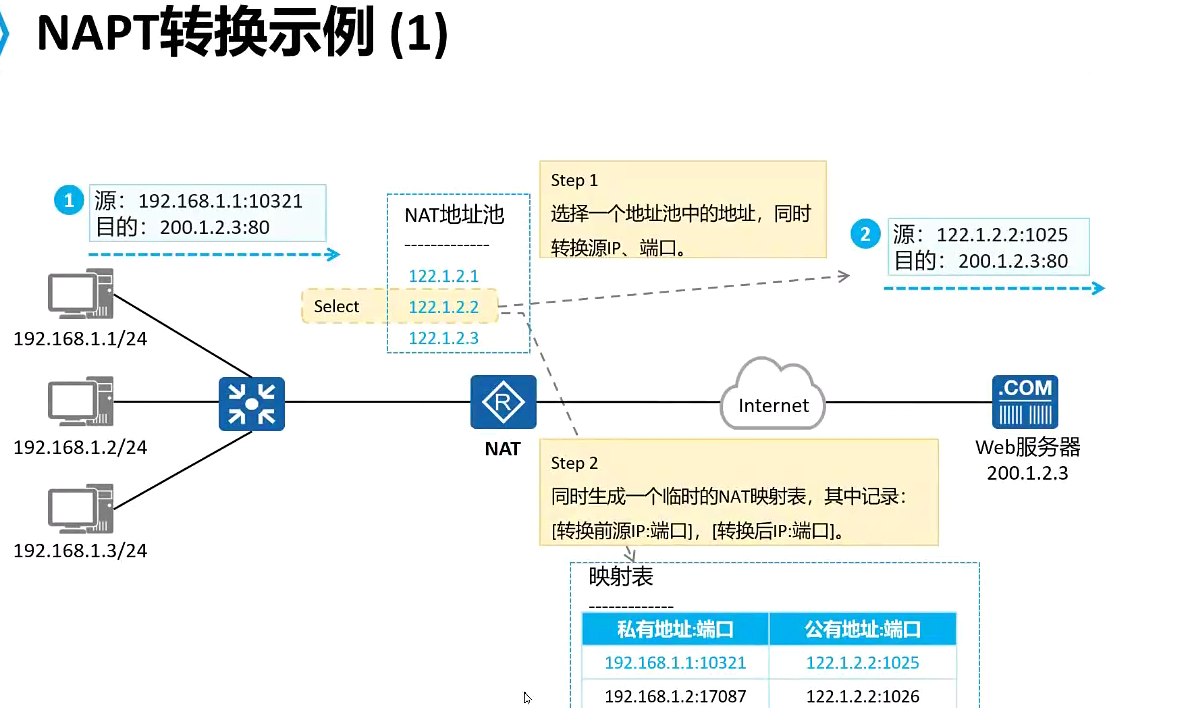 NAPT转换示例 (1)
1
源：192.168.1.1:10321
目的：200.1.2.3:80
NAT地址池
-------------
122.1.2.1
Select
122.1.2.2
122.1.2.3
Step 1
选择一个地址池中的地址，同时
转换源IP、端口。
2
源：122.1.2.2:1025
目的：200.1.2.3:80
192.168.1.1/24
192.168.1.2/24
192.168.1.3/24
R
NAT
Internet
.COM
Web服务器
200.1.2.3
Step 2
同时生成一个临时的NAT映射表，其中记录：
[转换前源IP:端口]，[转换后IP:端口]。
映射表
-------------
私有地址:端口 公有地址:端口
192.168.1.1:10321 122.1.2.2:1025
192.168.1.2:17087 122.1.2.2:1026